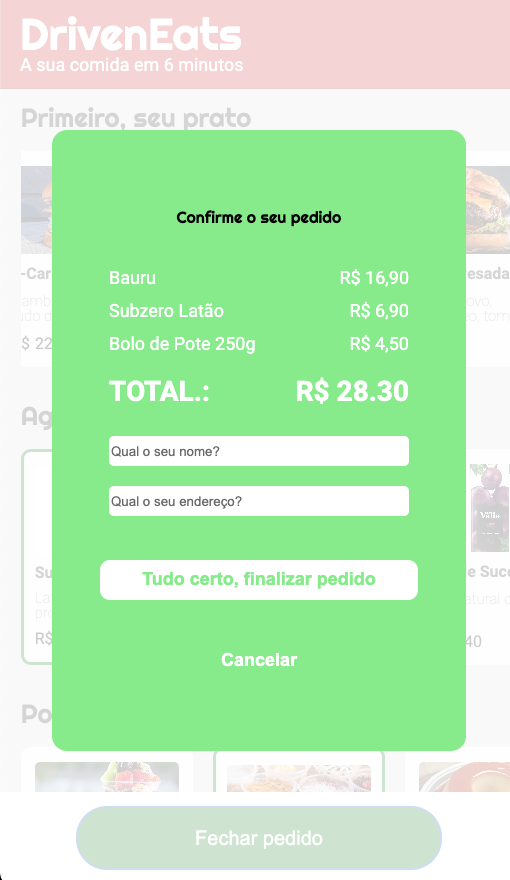 DrivenEats
A sua comida em 6 minutos
Primeiro, seu prato
Confirme o seu pedido
Bauru R$ 16,90
Subzero Latão R$ 6,90
Bolo de Pote 250g R$ 4,50
TOTAL.: R$ 28.30
Qual o seu nome?
Qual o seu endereço?
Tudo certo, finalizar pedido
Cancelar
R$
Fechar pedido